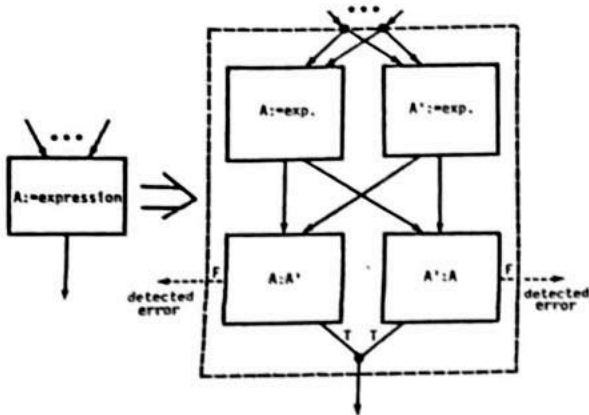 A:=exp.
A':=exp.
A:=expression
A:A'
A':A
F
F
detected
error
detected
error
T
T